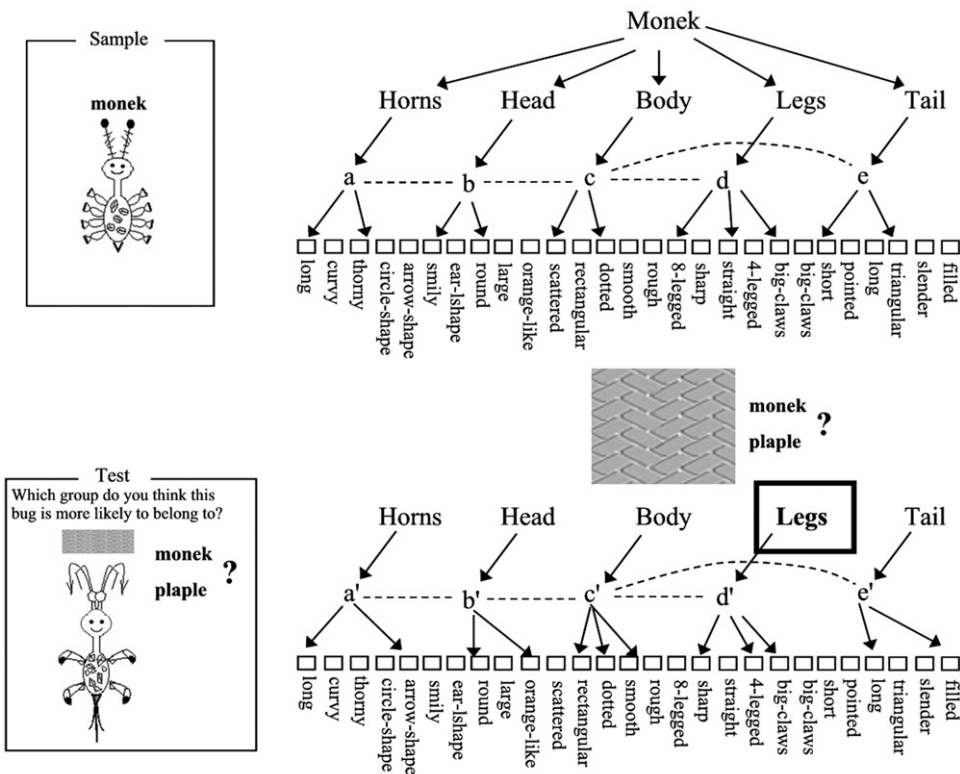 Sample
monek
Monek
Horns Head Body Legs Tail
a b c d e
long
curvy
thorny
circle-shape
arrow-shape
smily
ear-lshape
round
large
orange-like
scattered
rectangular
dotted
smooth
rough
8-legged
sharp
straight
4-legged
big-claws
big-claws
short
pointed
long
triangular
slender
filled
monek
plaple
?
Test
Which group do you think this
bug is more likely to belong to?
monek
plaple
?
Horns Head Body Legs Tail
a' b' c' d' e'
long
curvy
thorny
circle-shape
arrow-shape
smily
ear-lshape
round
large
orange-like
scattered
rectangular
dotted
smooth
rough
8-legged
sharp
straight
4-legged
big-claws
big-claws
short
pointed
long
triangular
slender
filled